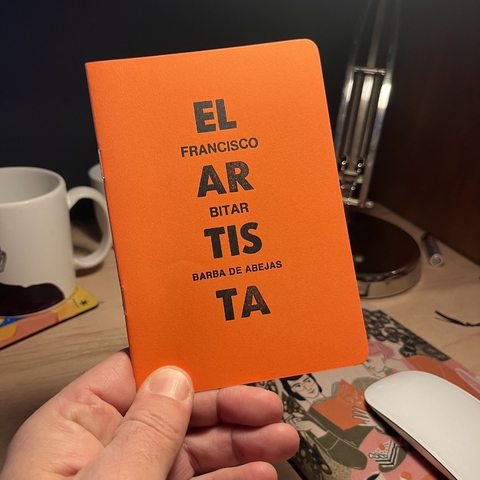 EL
FRANCISCO
AR
BITAR
TIS
BARBA DE ABEJAS
TA